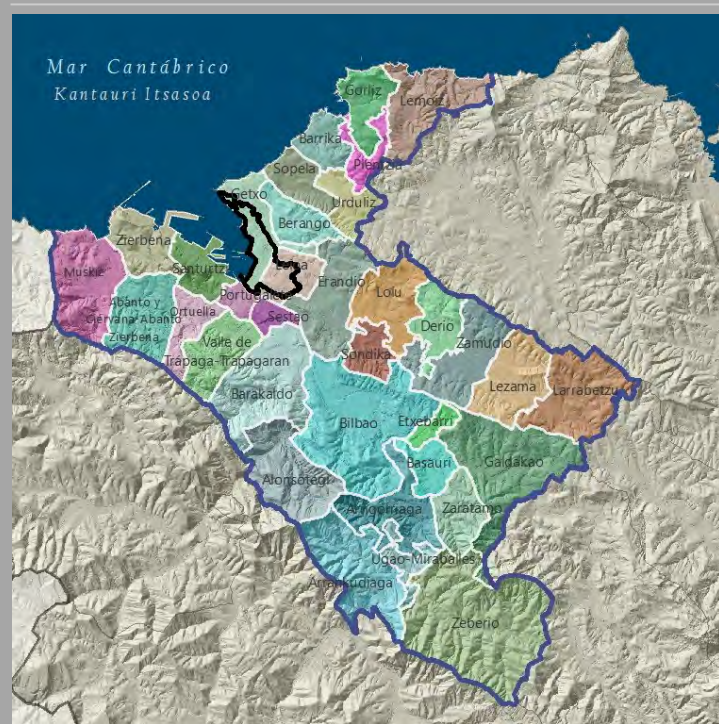 Mar Cantábrico
Kantauri Itsasoa
Gorliz
Lemoiz
Barrika
Sopela
Urduliz
Getxo
Berango
Zierbena
Santurtzi
Muskiz
Erandio
Abanto y
Ciérvana-Abanto
Zierbena
Ortuella
Portugalete
Sestao
Loiu
Derio
Zamudio
Valle de
Trápaga-Trapagaran
Sondika
Lezama
Larrabetzu
Barakaldo
Bilbao
Etxebarri
Basauri
Galdakao
Alonsotegi
Arrigorriaga
Zaratamo
Ugao-Miraballes
Arrankudiaga
Zeberio